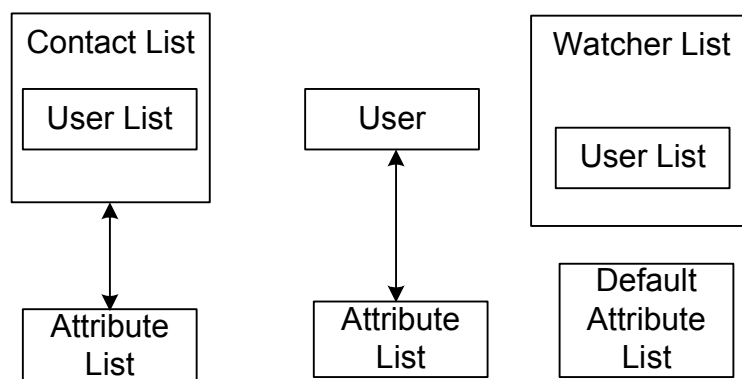 Contact List
User List
User
Watcher List
User List
Attribute
List
Attribute
List
Default
Attribute
List